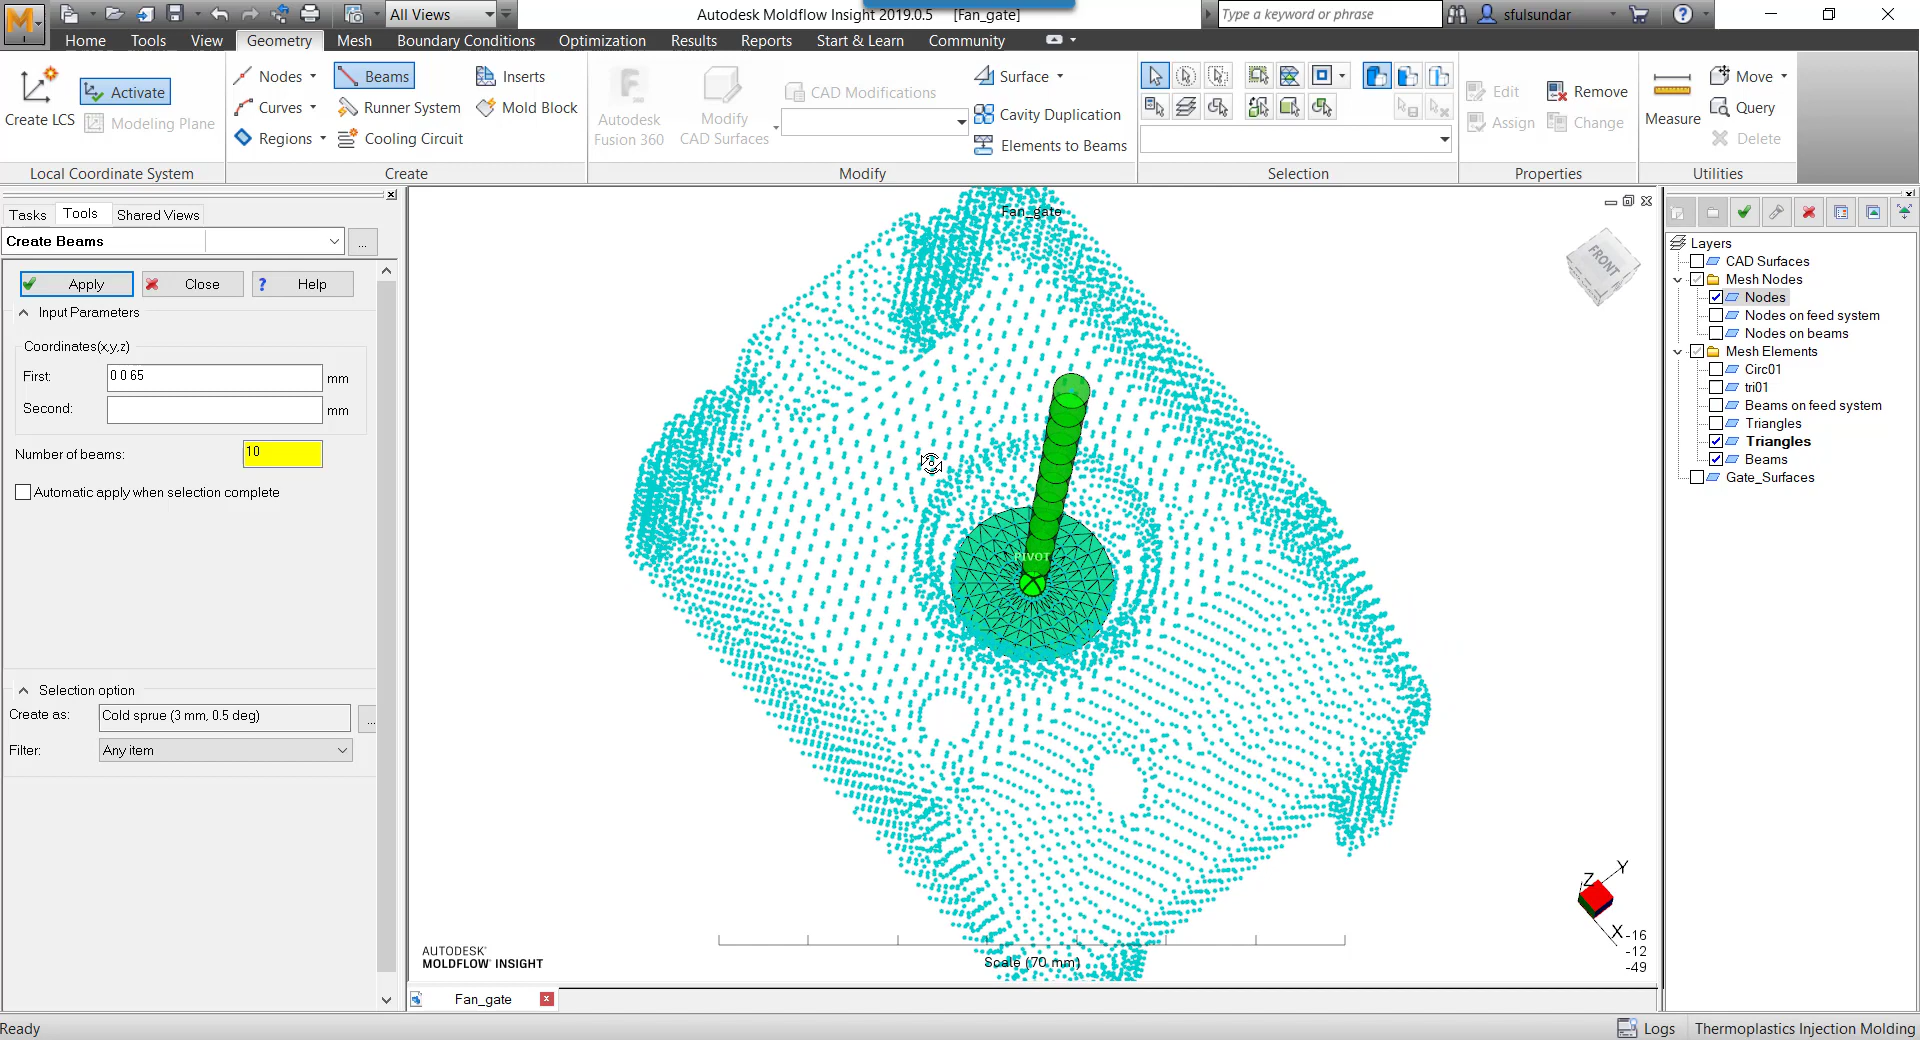 All Views
Autodesk Moldflow Insight 2019.0.5 [Fan_gate]
Type a keyword or phrase
sfulsundar
Home Tools View Geometry Mesh Boundary Conditions Optimization Results Reports Start & Learn Community
Create LCS
Activate
Modeling Plane
Local Coordinate System
Nodes
Curves
Regions
Beams
Runner System
Cooling Circuit
Inserts
Mold Block
Create
Autodesk
Fusion 360
Modify
CAD Surfaces
CAD Modifications
Surface
Cavity Duplication
Elements to Beams
Modify
Selection
Edit
Assign
Remove
Change
Properties
Measure
Move
Query
Delete
Utilities
Tasks Tools Shared Views
Create Beams
...
Apply
Close
? Help
Input Parameters
Coordinates(x,y,z)
First: 0 0 65 mm
Second: mm
Number of beams: 10
Automatic apply when selection complete
Selection option
Create as: Cold sprue (3 mm, 0.5 deg) ...
Filter: Any item
Fan_gate
FRONT
PIVOT
Z
Y
X
-16
-12
-49
AUTODESK'
MOLDFLOW' INSIGHT
Scale (70 mm)
Fan_gate
Layers
CAD Surfaces
Mesh Nodes
Nodes
Nodes on feed system
Nodes on beams
Mesh Elements
Circ01
tri01
Beams on feed system
Triangles
Triangles
Beams
Gate_Surfaces
Ready
Logs
Thermoplastics Injection Molding